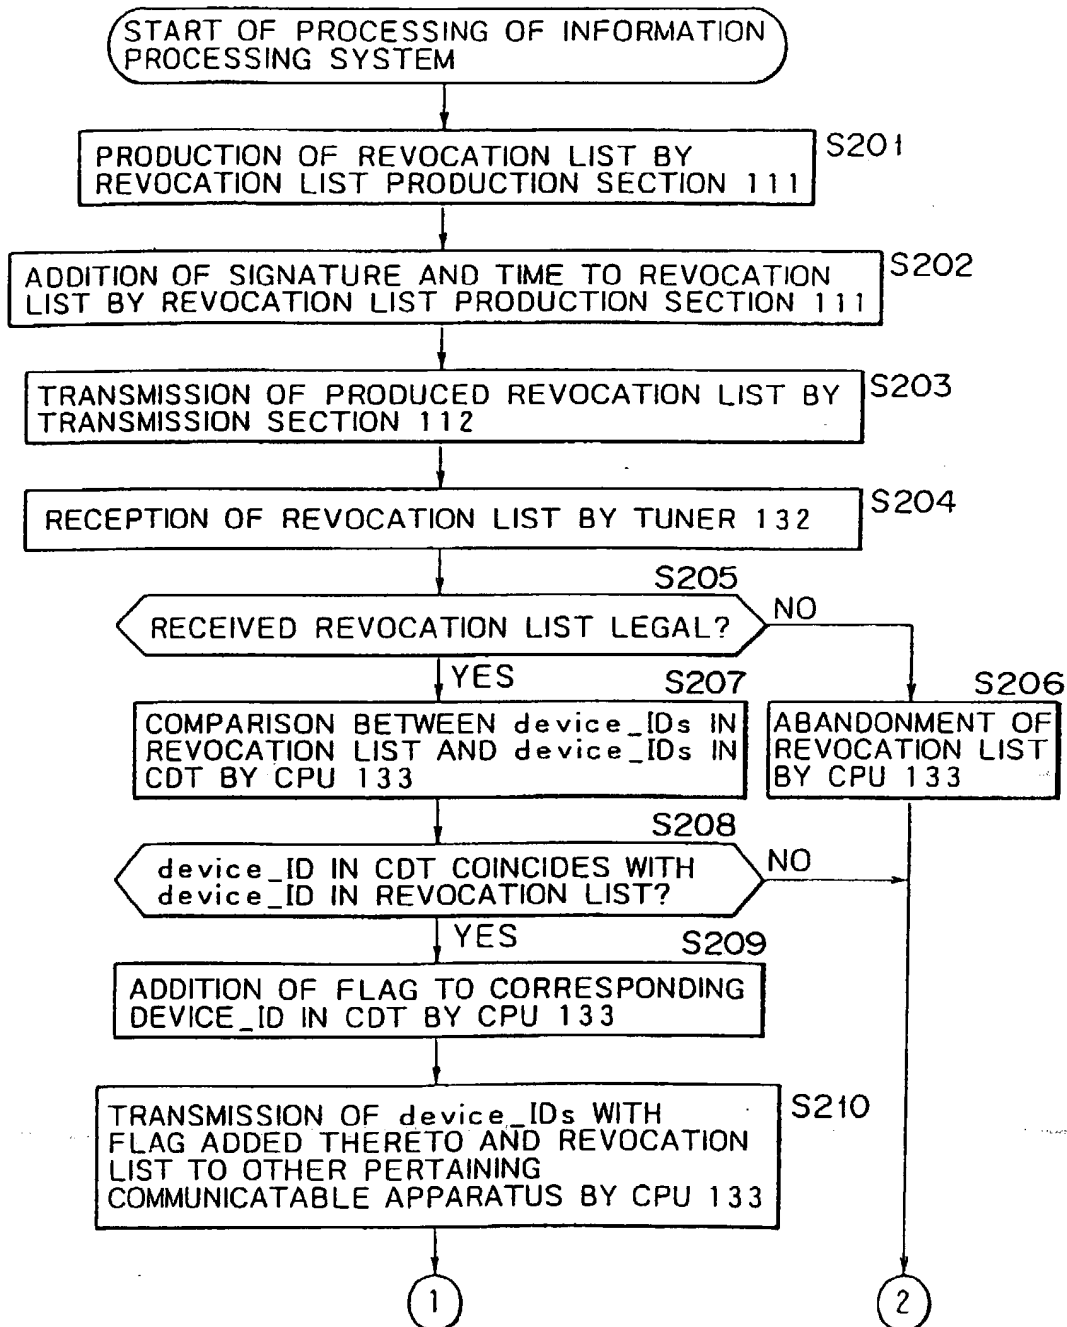 START OF PROCESSING OF INFORMATION
PROCESSING SYSTEM
S201
PRODUCTION OF REVOCATION LIST BY
REVOCATION LIST PRODUCTION SECTION 111
S202
ADDITION OF SIGNATURE AND TIME TO REVOCATION
LIST BY REVOCATION LIST PRODUCTION SECTION 111
S203
TRANSMISSION OF PRODUCED REVOCATION LIST BY
TRANSMISSION SECTION 112
S204
RECEPTION OF REVOCATION LIST BY TUNER 132
S205
RECEIVED REVOCATION LIST LEGAL?
NO
YES
S207
COMPARISON BETWEEN device_IDs IN
REVOCATION LIST AND device_IDs IN
CDT BY CPU 133
S206
ABANDONMENT OF
REVOCATION LIST
BY CPU 133
S208
device_ID IN CDT COINCIDES WITH
device_ID IN REVOCATION LIST?
NO
YES
S209
ADDITION OF FLAG TO CORRESPONDING
DEVICE_ID IN CDT BY CPU 133
S210
TRANSMISSION OF device_IDs WITH
FLAG ADDED THERETO AND REVOCATION
LIST TO OTHER PERTAINING
COMMUNICATABLE APPARATUS BY CPU 133
1
2